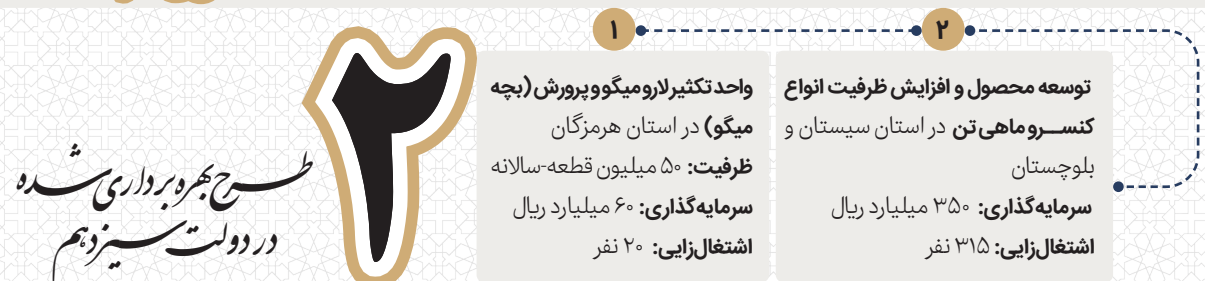 ۲
طرح بهره‌برداری شده
در دولت سیزدهم
۱
واحد تکثیر لارو میگو و پرورش (بچه
میگو) در استان هرمزگان
ظرفیت: ۵۰ میلیون قطعه-سالانه
سرمایه‌گذاری: ۶۰ میلیارد ریال
اشتغال‌زایی: ۲۰ نفر
۲
توسعه محصول و افزایش ظرفیت انواع
کنسرو ماهی تن در استان سیستان و
بلوچستان
سرمایه‌گذاری: ۳۵۰ میلیارد ریال
اشتغال‌زایی: ۳۱۵ نفر